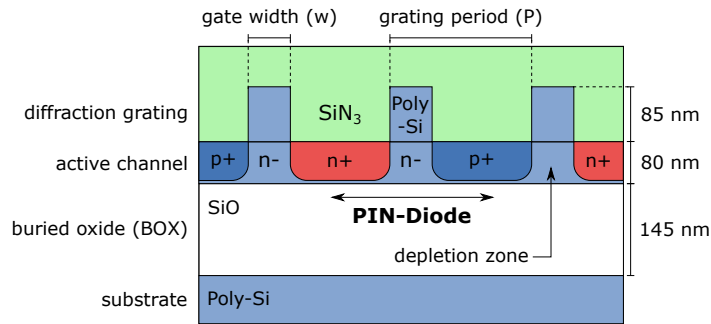 gate width (w)
grating period (P)
diffraction grating
SiN3
Poly
-Si
85 nm
active channel
p+
n-
n+
n-
p+
n+
80 nm
SiO
PIN-Diode
buried oxide (BOX)
145 nm
depletion zone
substrate
Poly-Si